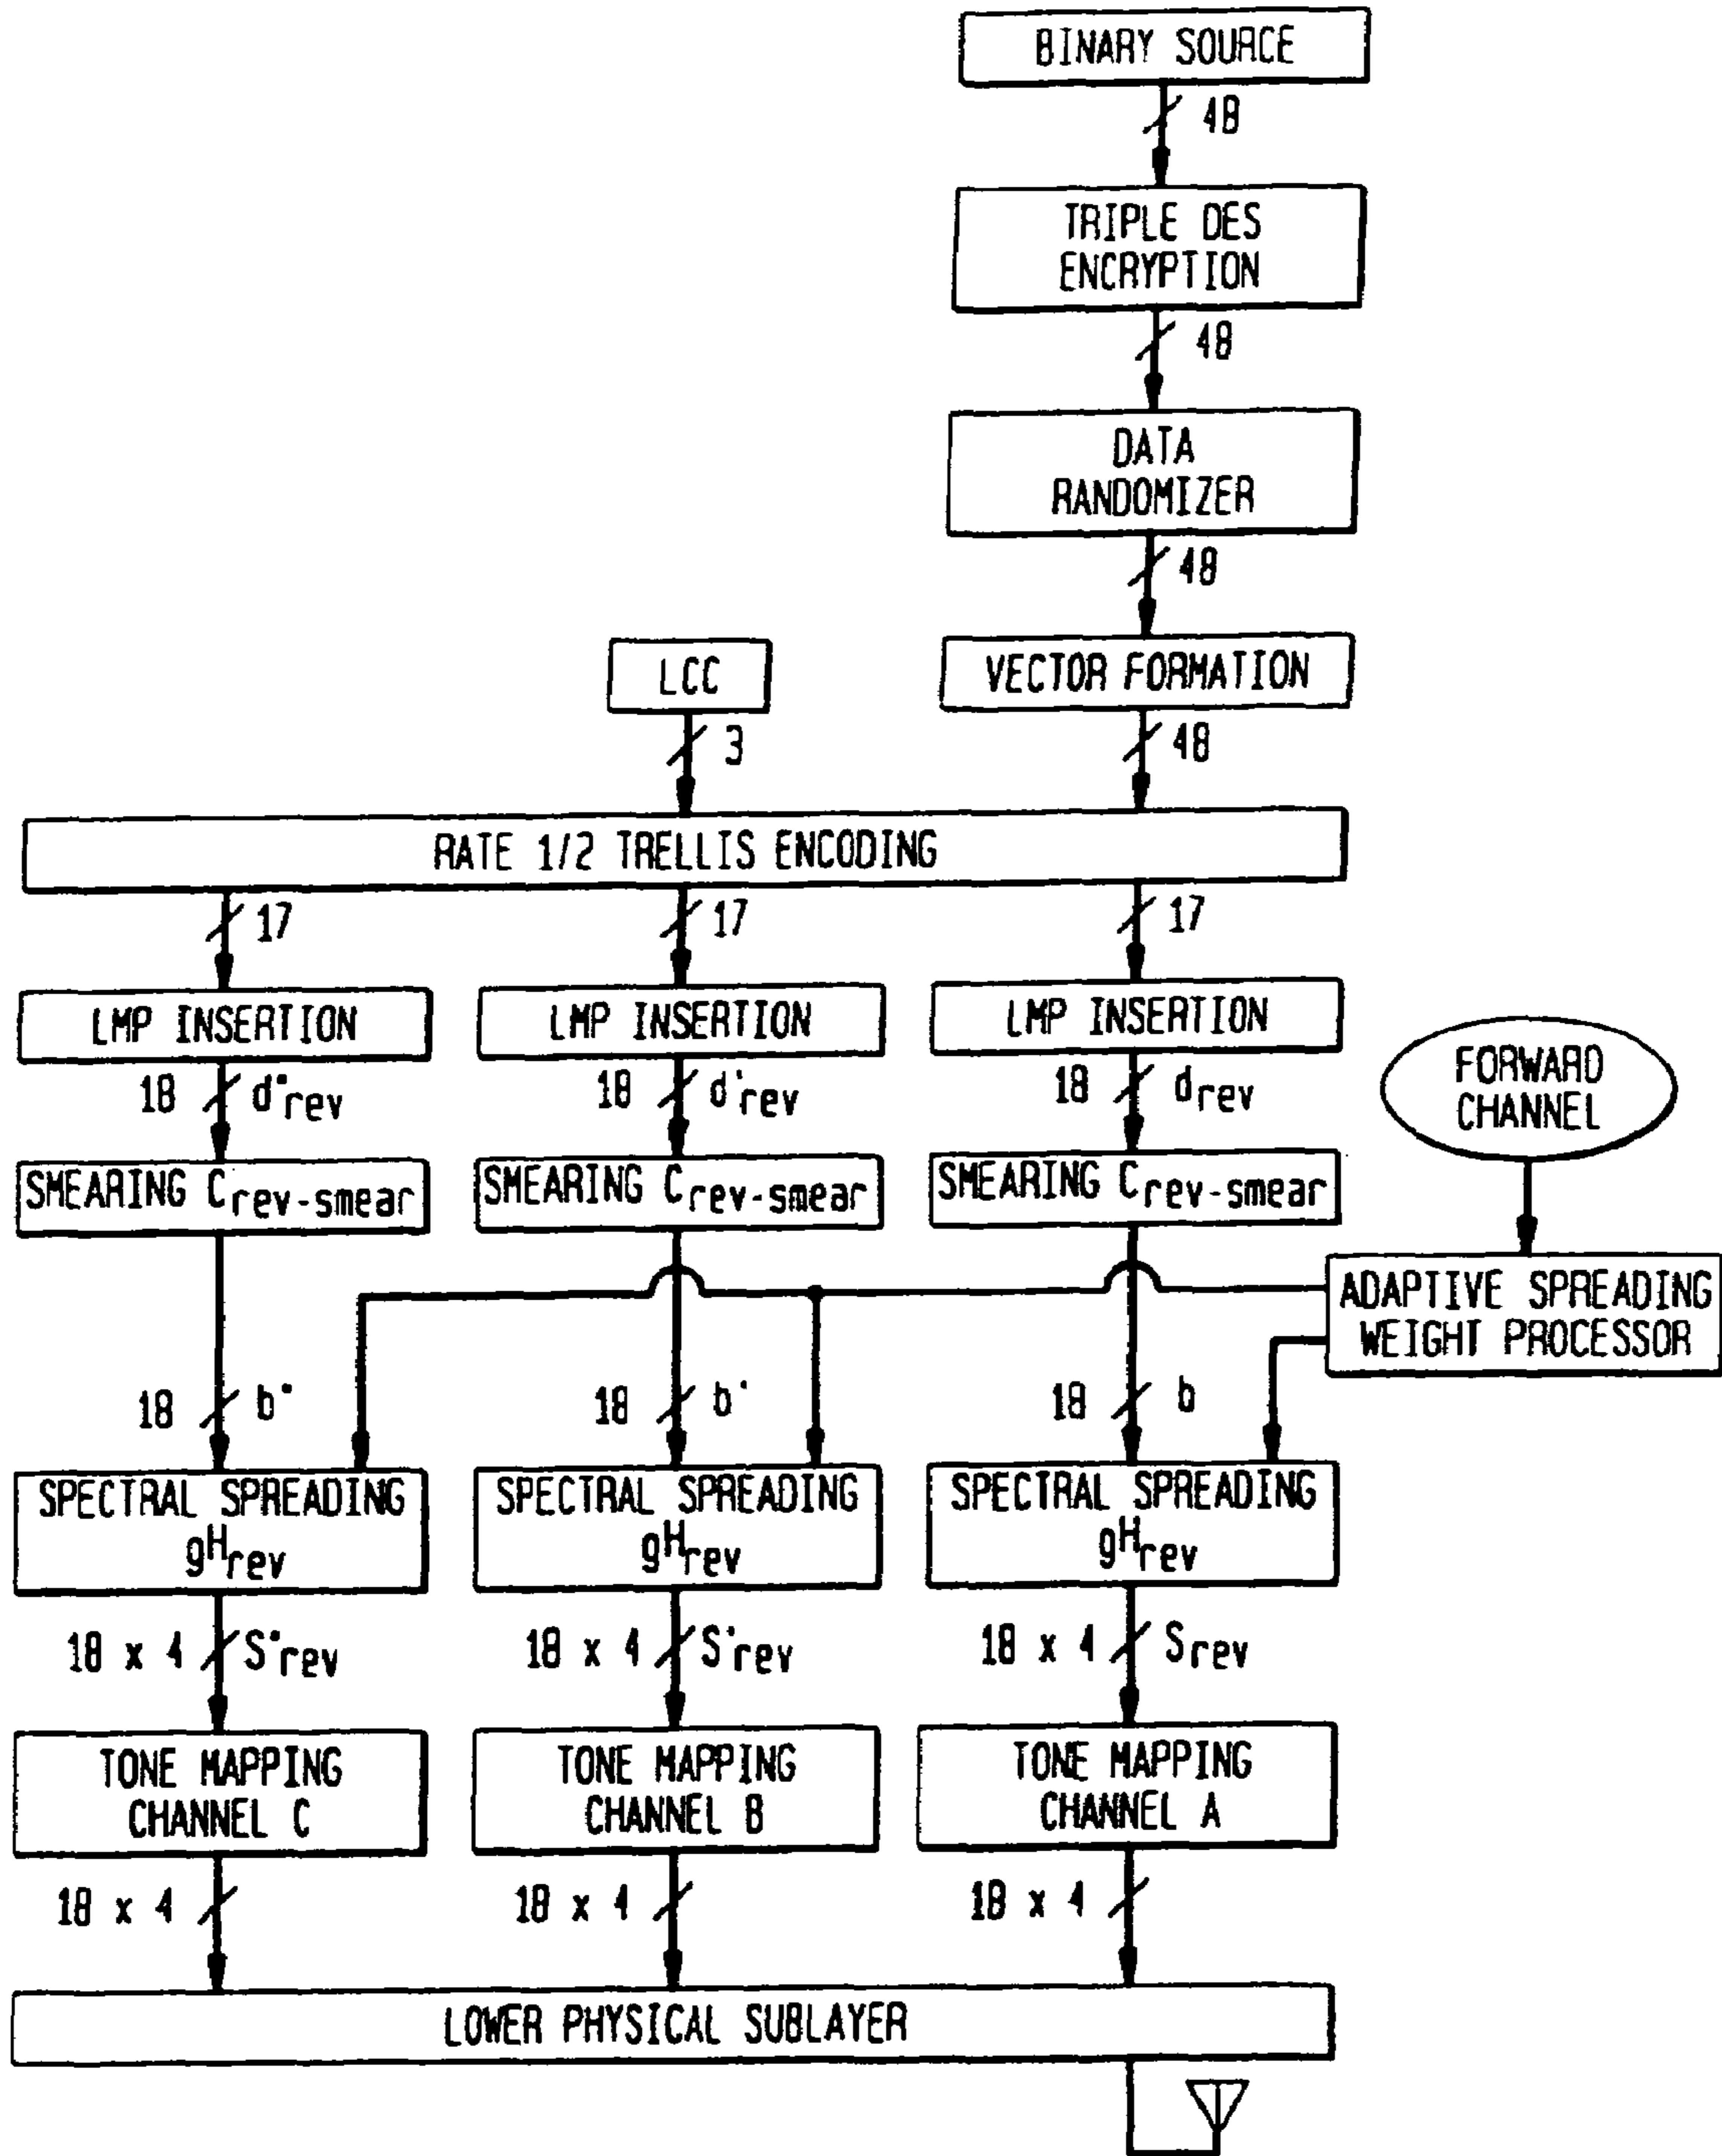 BINARY SOURCE
48
TRIPLE DES
ENCRYPTION
48
DATA
RANDOMIZER
48
LCC
VECTOR FORMATION
3
48
RATE 1/2 TRELLIS ENCODING
17
17
17
LMP INSERTION
LMP INSERTION
LMP INSERTION
18 d"rev
18 d'rev
18 drev
FORWARD
CHANNEL
SMEARING Crev-smear
SMEARING Crev-smear
SMEARING Crev-smear
ADAPTIVE SPREADING
WEIGHT PROCESSOR
18 b"
18 b'
18 b
SPECTRAL SPREADING
gHrev
SPECTRAL SPREADING
gHrev
SPECTRAL SPREADING
gHrev
18 x 4 S"rev
18 x 4 S'rev
18 x 4 Srev
TONE MAPPING
CHANNEL C
TONE MAPPING
CHANNEL B
TONE MAPPING
CHANNEL A
18 x 4
18 x 4
18 x 4
LOWER PHYSICAL SUBLAYER